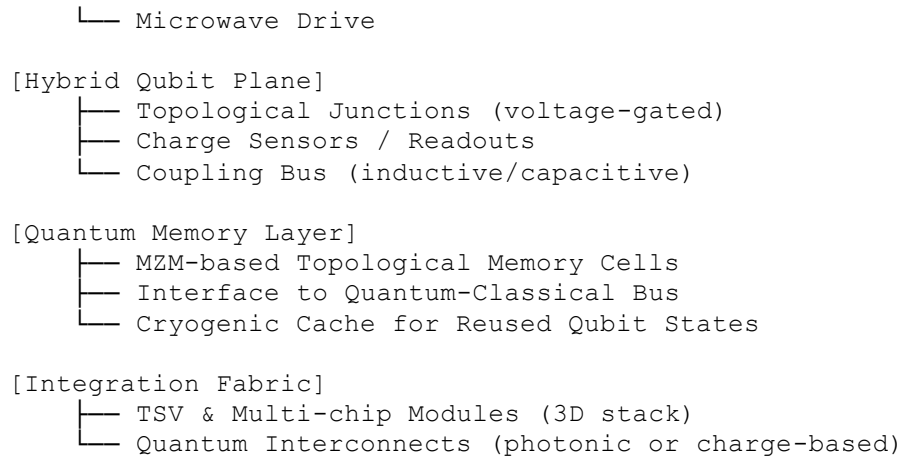 └── Microwave Drive
[Hybrid Qubit Plane]
├── Topological Junctions (voltage-gated)
├── Charge Sensors / Readouts
└── Coupling Bus (inductive/capacitive)
[Quantum Memory Layer]
├── MZM-based Topological Memory Cells
├── Interface to Quantum-Classical Bus
└── Cryogenic Cache for Reused Qubit States
[Integration Fabric]
├── TSV & Multi-chip Modules (3D stack)
└── Quantum Interconnects (photonic or charge-based)